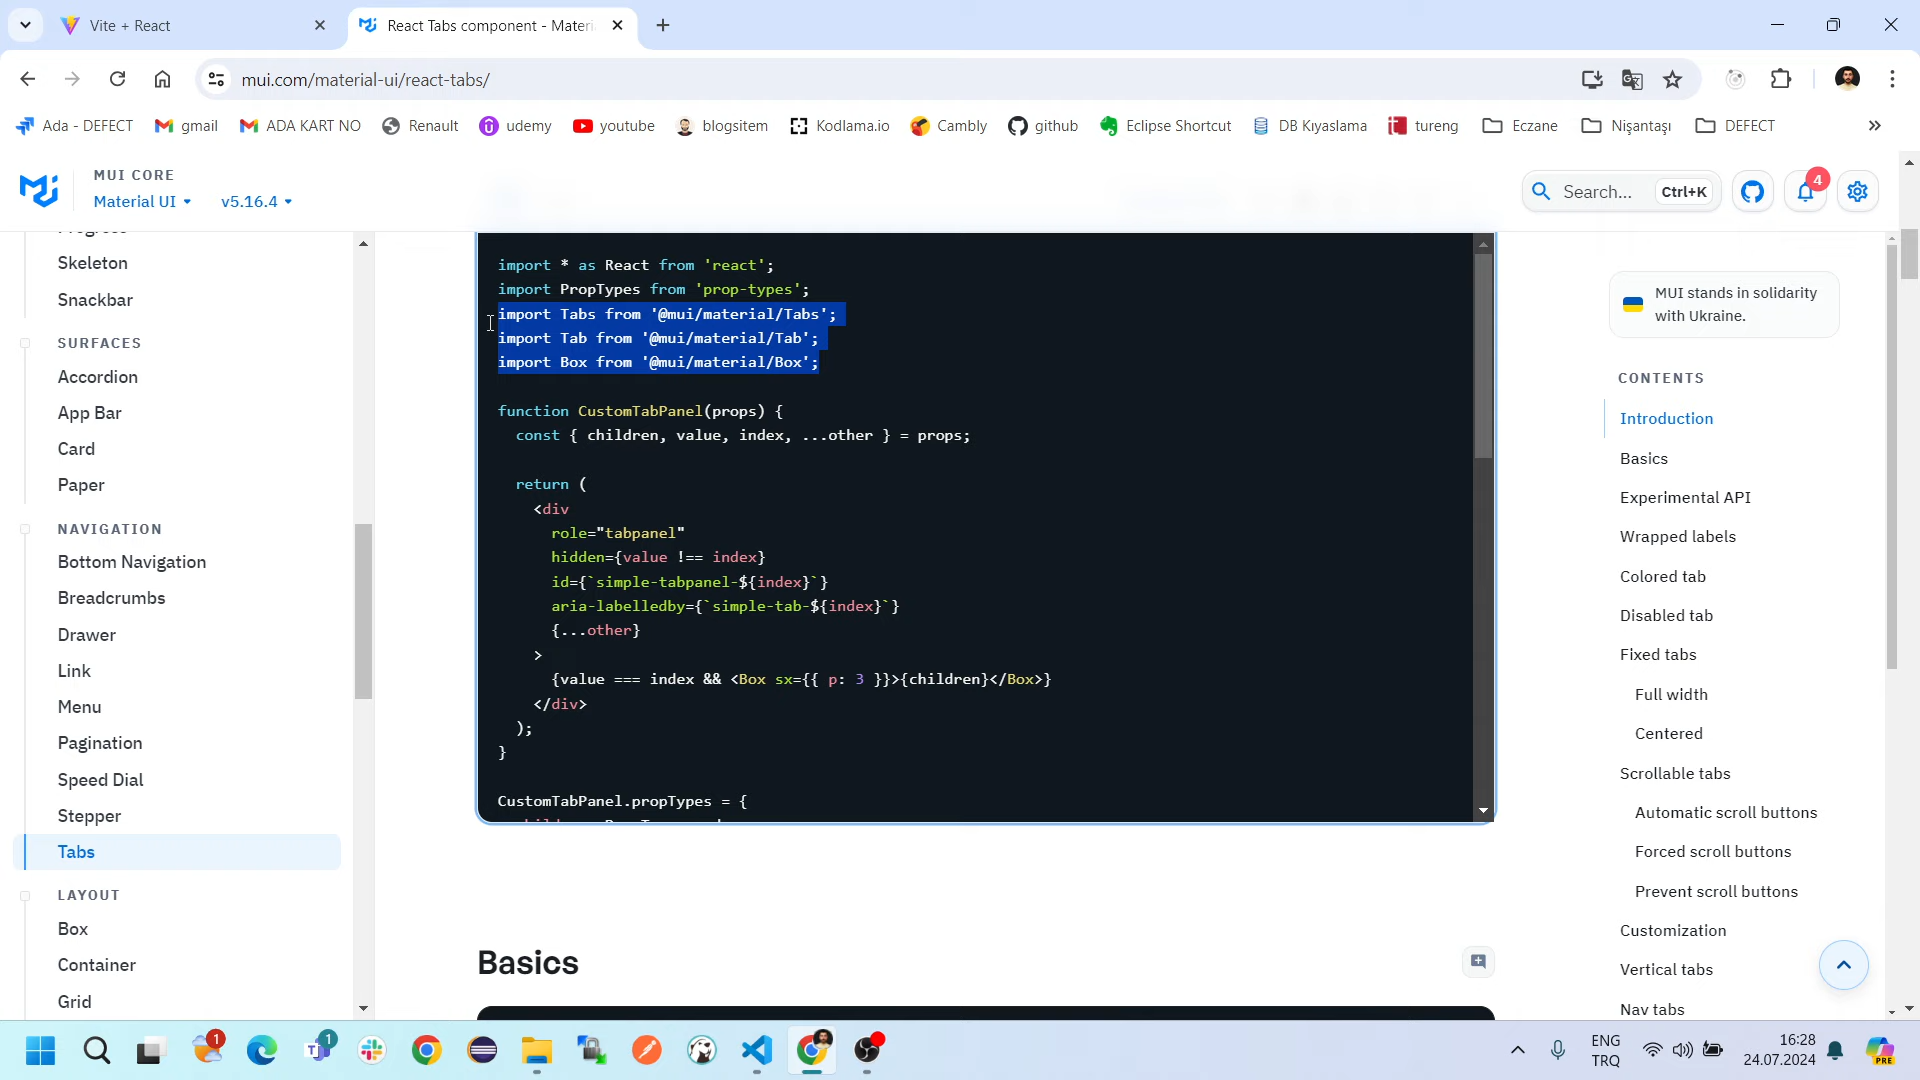 Vite + React
React Tabs component - Materi
mui.com/material-ui/react-tabs/
Ada - DEFECT
gmail
ADA KART NO
Renault
udemy
youtube
blogsitem
Kodlama.io
Cambly
github
Eclipse Shortcut
DB Kıyaslama
tureng
Eczane
Nişantaşı
DEFECT
MUI CORE
Material UI
v5.16.4
Search...
Ctrl+K
4
Progress
Skeleton
Snackbar
SURFACES
Accordion
App Bar
Card
Paper
NAVIGATION
Bottom Navigation
Breadcrumbs
Drawer
Link
Menu
Pagination
Speed Dial
Stepper
Tabs
LAYOUT
Box
Container
Grid
import * as React from 'react';
import PropTypes from 'prop-types';
import Tabs from '@mui/material/Tabs';
import Tab from '@mui/material/Tab';
import Box from '@mui/material/Box';
function CustomTabPanel(props) {
const { children, value, index, ...other } = props;
return (
<div
role="tabpanel"
hidden={value !== index}
id={`simple-tabpanel-${index}`}
aria-labelledby={`simple-tab-${index}`}
{...other}
>
{value === index && <Box sx={{ p: 3 }}>{children}</Box>}
</div>
);
}
CustomTabPanel.propTypes = {
Basics
MUI stands in solidarity
with Ukraine.
CONTENTS
Introduction
Basics
Experimental API
Wrapped labels
Colored tab
Disabled tab
Fixed tabs
Full width
Centered
Scrollable tabs
Automatic scroll buttons
Forced scroll buttons
Prevent scroll buttons
Customization
Vertical tabs
Nav tabs
1
1
ENG
TRQ
16:28
24.07.2024
PRE